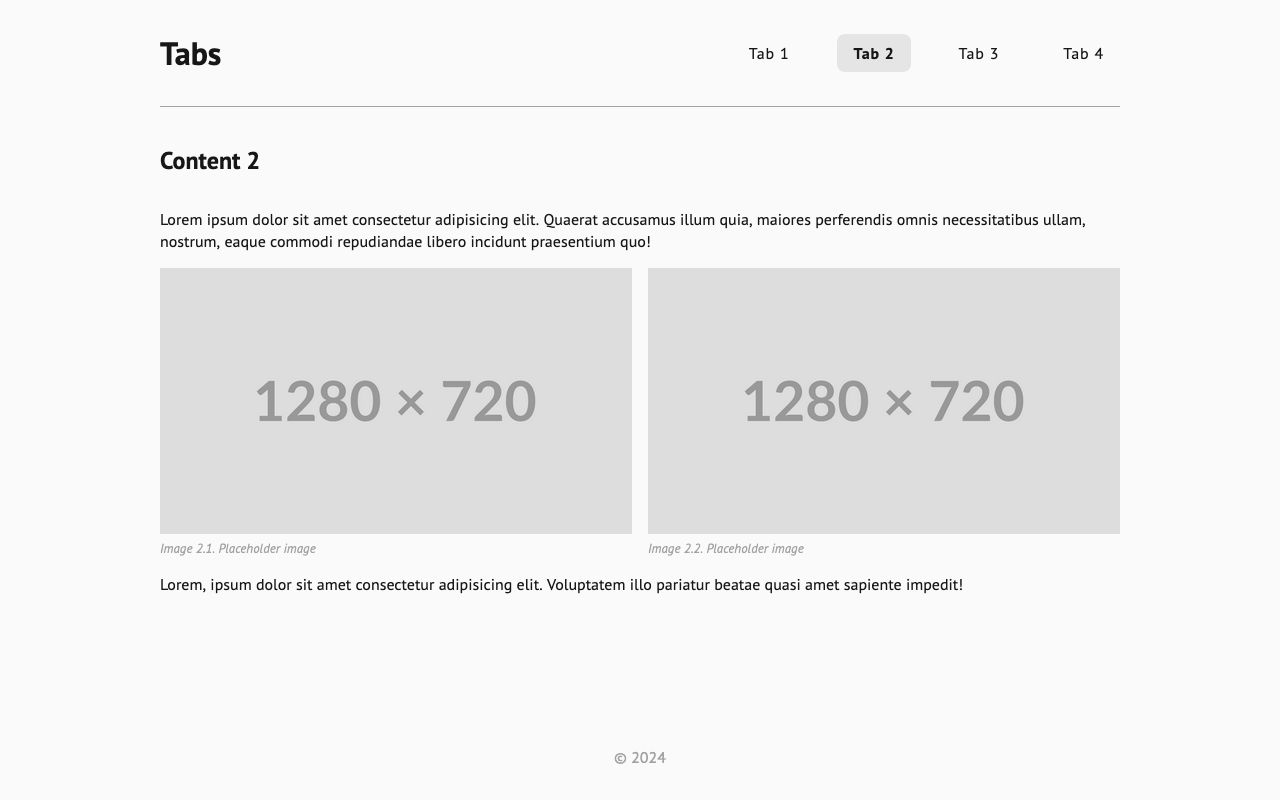 Tabs
Tab 1
Tab 2
Tab 3
Tab 4
Content 2
Lorem ipsum dolor sit amet consectetur adipisicing elit. Quaerat accusamus illum quia, maiores perferendis omnis necessitatibus ullam,
nostrum, eaque commodi repudiandae libero incidunt praesentium quo!
1280 × 720
1280 × 720
Image 2.1. Placeholder image
Image 2.2. Placeholder image
Lorem, ipsum dolor sit amet consectetur adipisicing elit. Voluptatem illo pariatur beatae quasi amet sapiente impedit!
© 2024